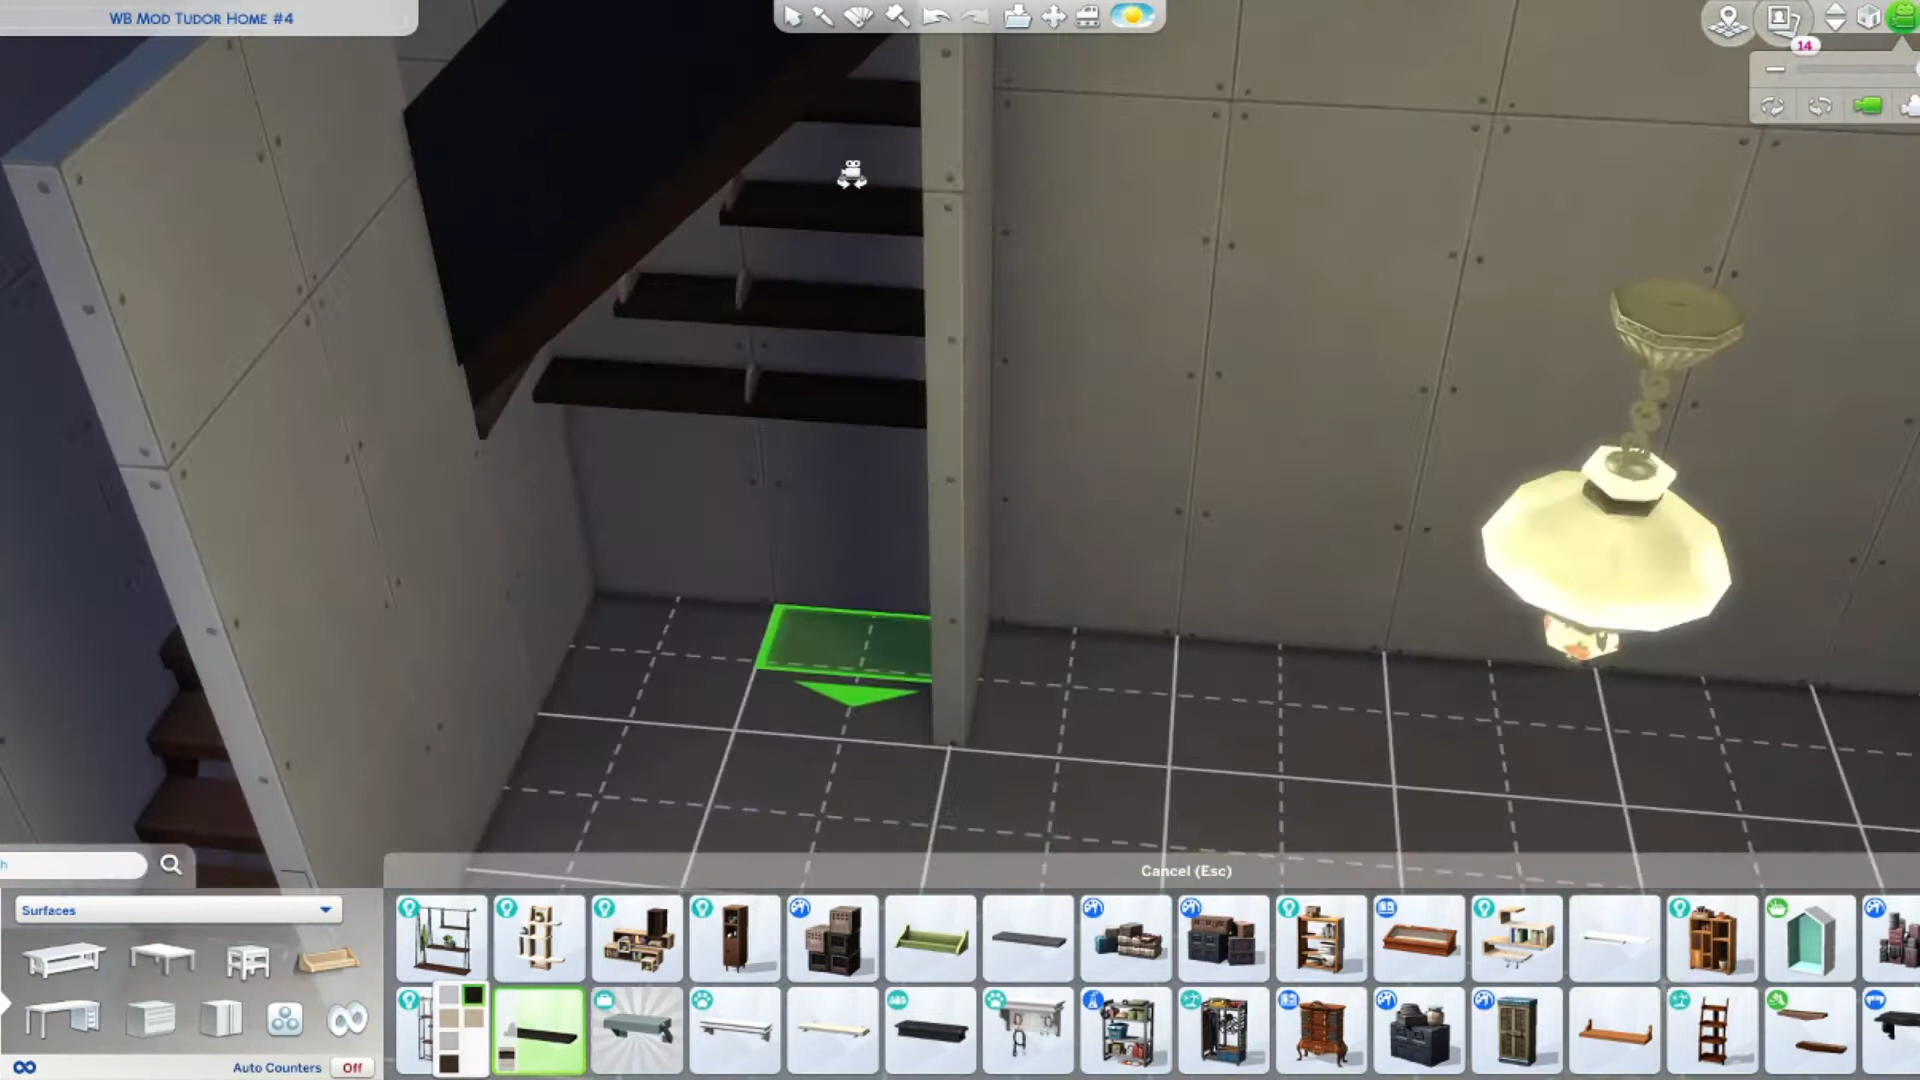 WB Mod Tudor Home #4
14
Cancel (Esc)
h
Surfaces
Auto Counters
Off